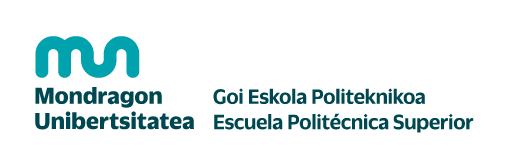 Mondragon
Unibertsitatea
Goi Eskola Politeknikoa
Escuela Politécnica Superior